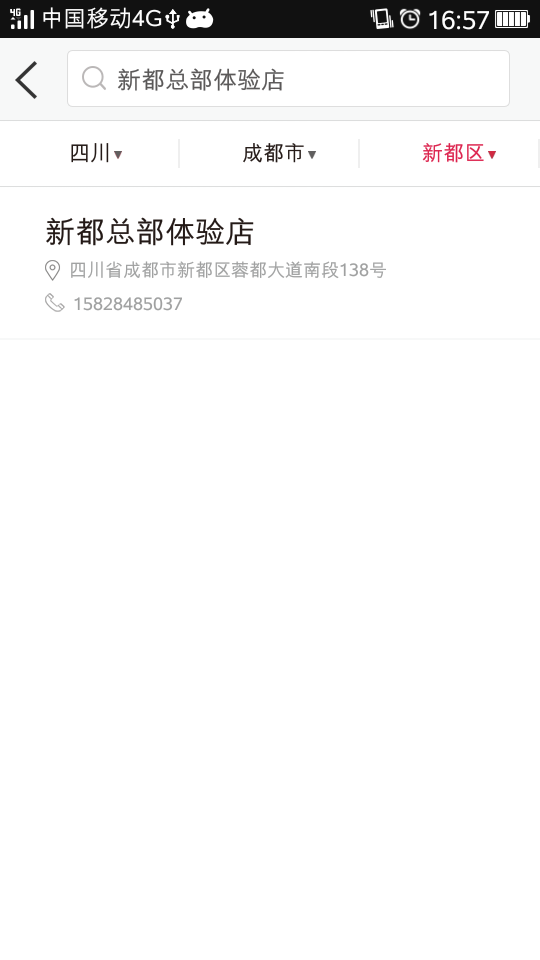 中国移动4G 16:57
新都总部体验店
四川▾ 成都市▾ 新都区▾
新都总部体验店
四川省成都市新都区蓉都大道南段138号
15828485037